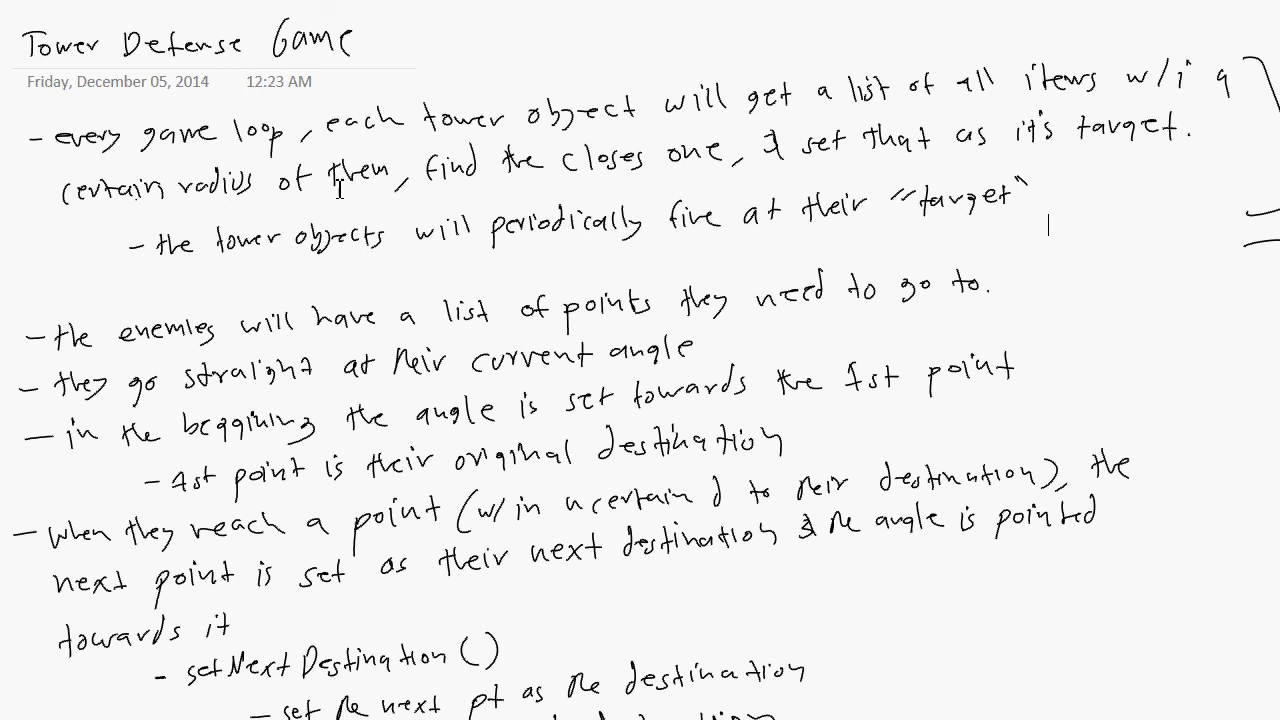 Tower Defense Game
Friday, December 05, 2014 12:23 AM
- every game loop, each tower object will get a list of all items w/i a
certain radius of them, find the closes one, & set that as it's target.
- the tower objects will periodically fire at their "target"
- the enemies will have a list of points they need to go to.
- they go straight at their current angle
- in the beggining the angle is set towards the 1st point
- 1st point is their original destination
- when they reach a point (w/in a certain d to their destination), the
next point is set as their next destination & the angle is pointed
towards it
- setNextDestination()
- set the next pt as the destination